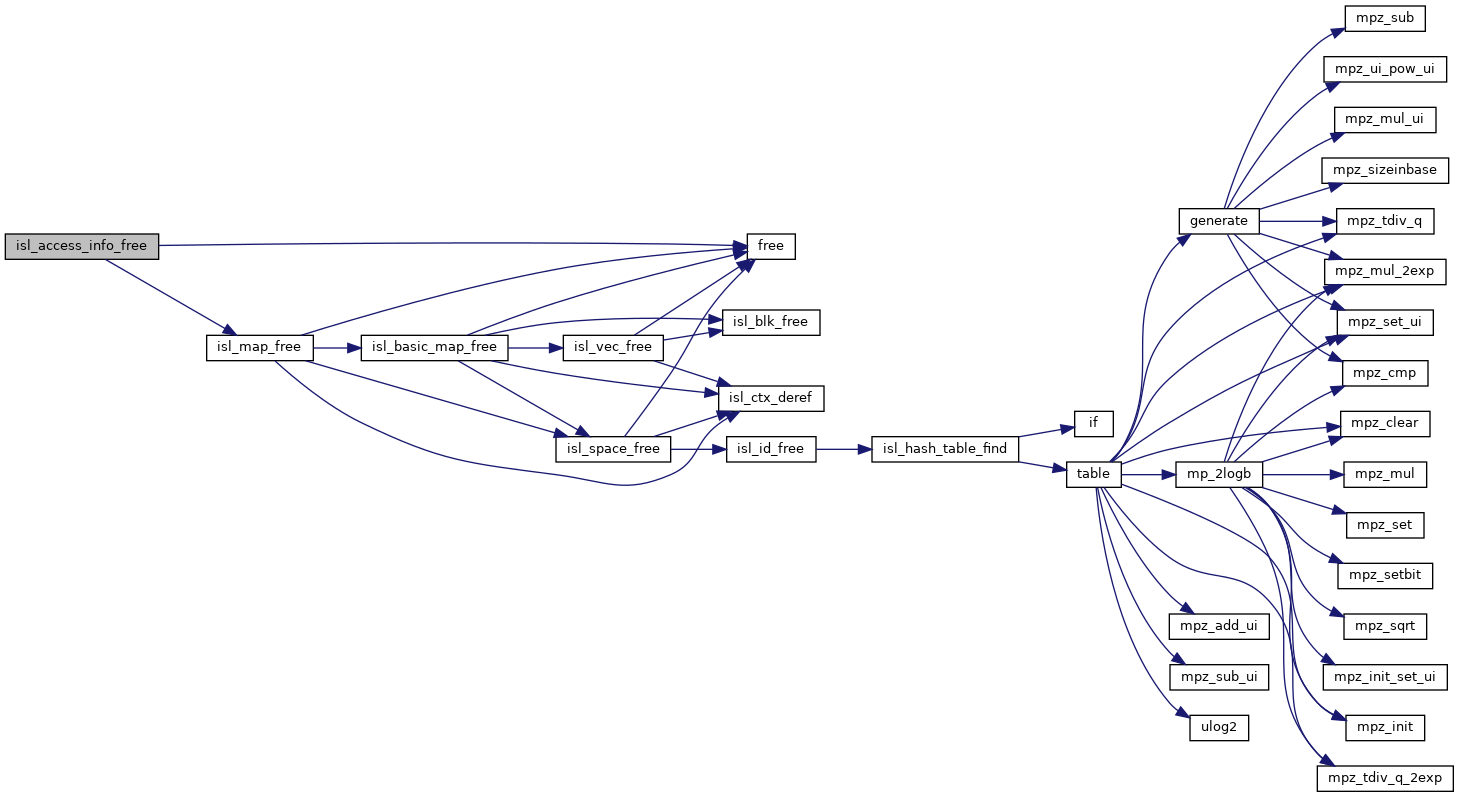 isl_access_info_free
isl_map_free
isl_basic_map_free
isl_vec_free
isl_space_free
free
isl_blk_free
isl_ctx_deref
isl_id_free
isl_hash_table_find
if
table
generate
mp_2logb
mpz_add_ui
mpz_sub_ui
ulog2
mpz_sub
mpz_ui_pow_ui
mpz_mul_ui
mpz_sizeinbase
mpz_tdiv_q
mpz_mul_2exp
mpz_set_ui
mpz_cmp
mpz_clear
mpz_mul
mpz_set
mpz_setbit
mpz_sqrt
mpz_init_set_ui
mpz_init
mpz_tdiv_q_2exp